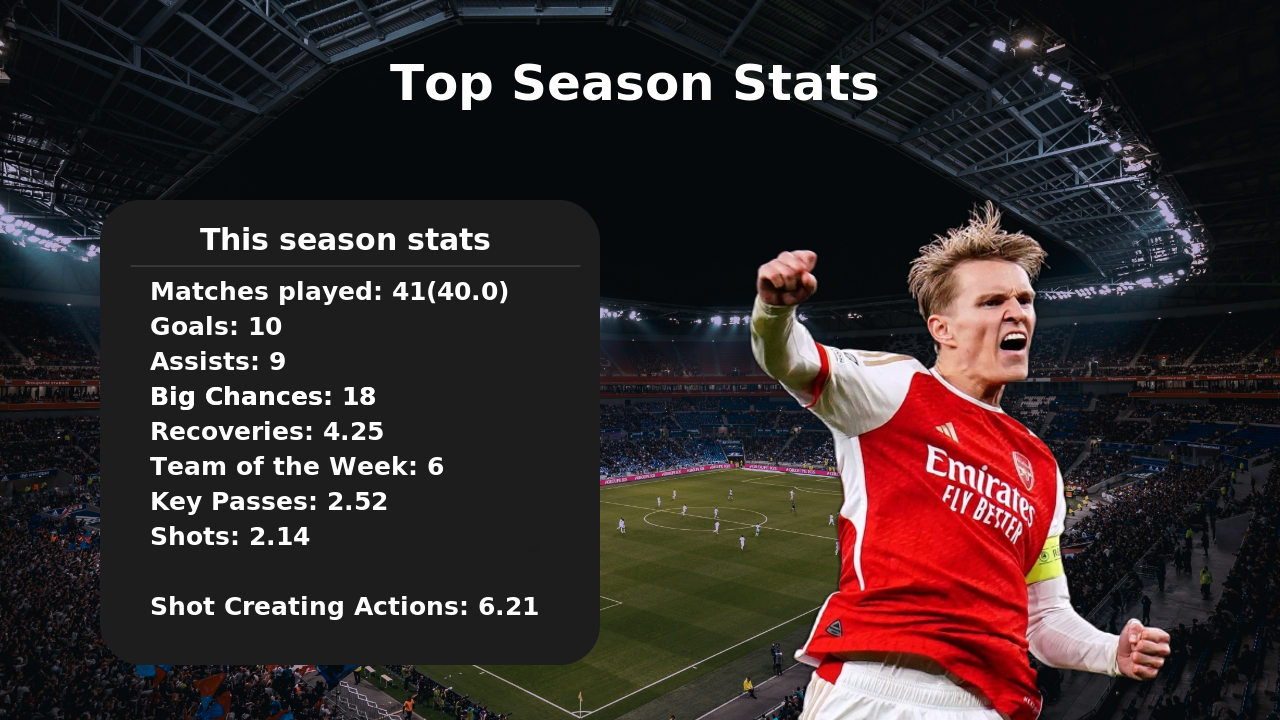 Top Season Stats
This season stats
Matches played: 41(40.0)
Goals: 10
Assists: 9
Big Chances: 18
Recoveries: 4.25
Team of the Week: 6
Key Passes: 2.52
Shots: 2.14
Shot Creating Actions: 6.21
Emirates
FLY BETTER